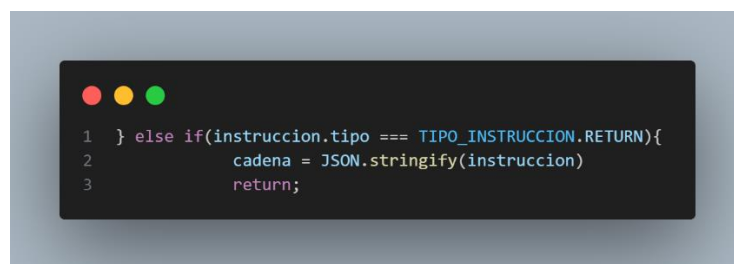 1 } else if(instruccion.tipo === TIPO_INSTRUCCION.RETURN){
2 cadena = JSON.stringify(instruccion)
3 return;